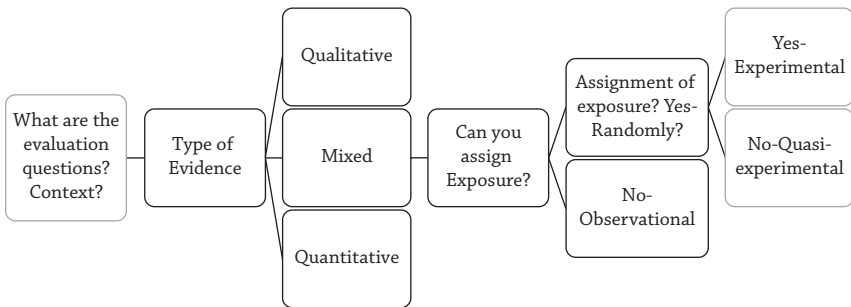 What are the
evaluation
questions?
Context?
Type of
Evidence
Qualitative
Mixed
Quantitative
Can you
assign
Exposure?
Assignment of
exposure? Yes-
Randomly?
No-
Observational
Yes-
Experimental
No-Quasi-
experimental